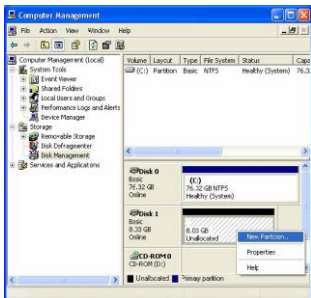 Computer Management
File Action View Window Help
Computer Management (Local)
System Tools
Event Viewer
Shared Folders
Local Users and Groups
Performance Logs and Alerts
Device Manager
Storage
Removable Storage
Disk Defragmenter
Disk Management
Services and Applications
Volume Layout Type File System Status Capa
(C:) Partition Basic NTFS Healthy (System) 76.3
Disk 0
Basic
76.32 GB
Online
(C:)
76.32 GB NTFS
Healthy (System)
Disk 1
Basic
8.03 GB
Online
8.03 GB
Unallocated
New Partition...
Properties
Help
CD-ROM 0
CD-ROM (D:)
Unallocated Primary partition